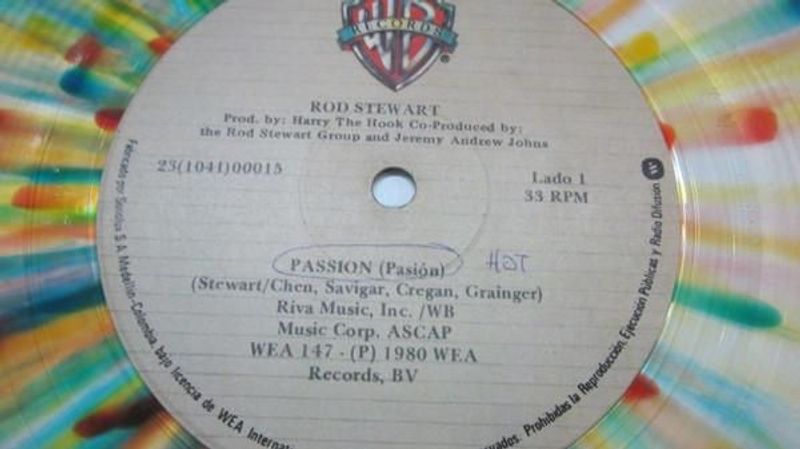 RECORDS
®
ROD STEWART
Prod. by: Harry The Hook Co-Produced by:
the Rod Stewart Group and Jeremy Andrew Johns
23(1041)00015
Lado 1
33 RPM
PASSION (Pasión)
HOT
(Stewart/Chen, Savigar, Cregan, Grainger)
Riva Music, Inc. /WB
Music Corp. ASCAP
WEA 147 - (P) 1980 WEA
Records, BV
Fabricado por Sonolux S.A. Medellín-Colombia, bajo licencia de WEA Internat
Prohibidas la Reproducción, Ejecución Públicas y Radio Difusión